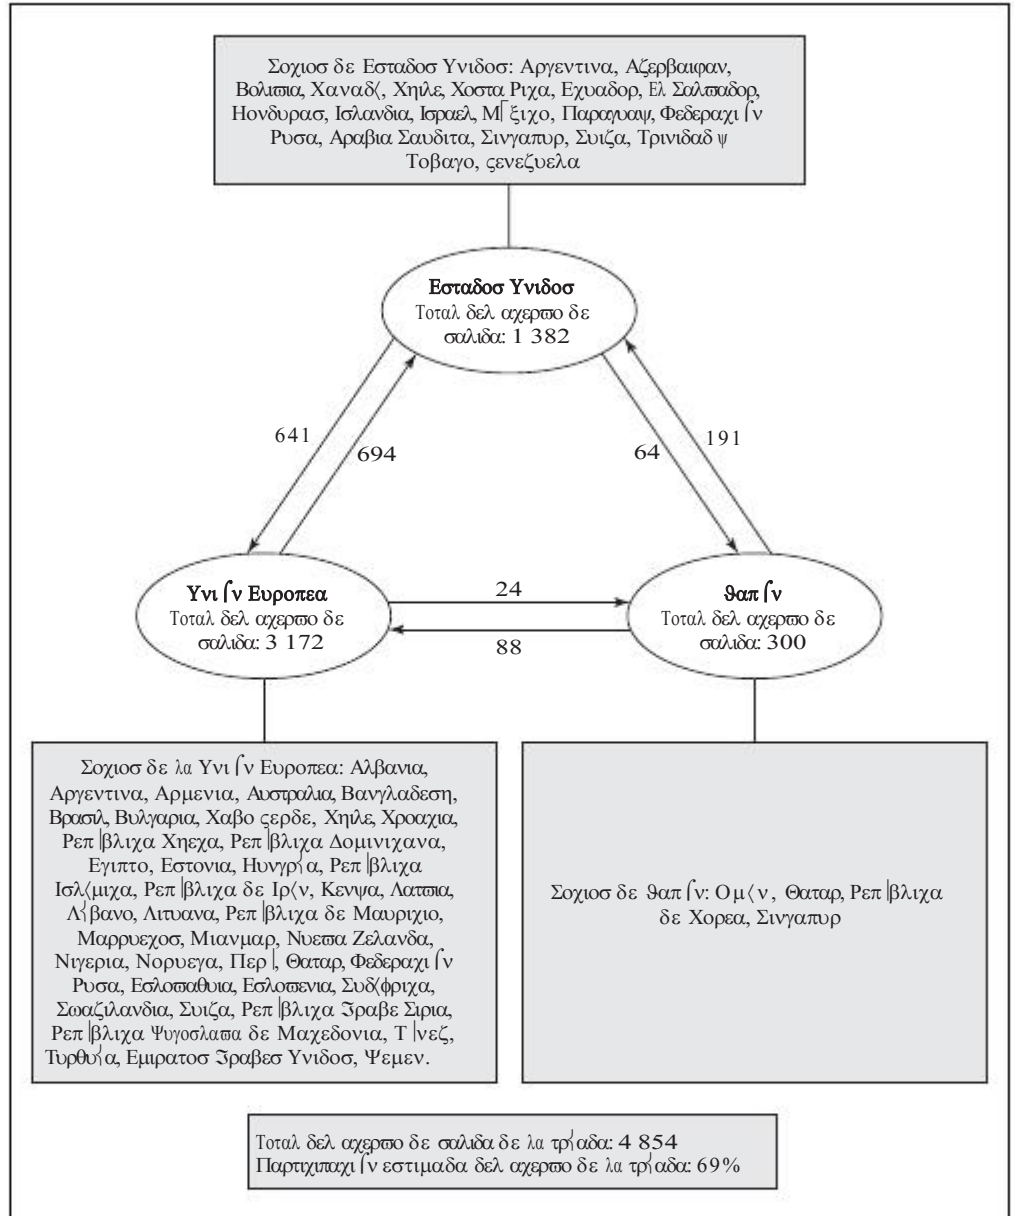 Σοχιοσ δε Εσταδοσ Υνιδοσ: Αργεντινα, Αζερβαιφαν,
Βολιϖια, Χαναδ〈, Χηιλε, Χοστα Ριχα, Εχυαδορ, Ελ Σαλϖαδορ,
Ηονδυρασ, Ισλανδια, Ισραελ, Μ⎡ξιχο, Παραγυαψ, Φεδεραχι⌠ν
Ρυσα, Αραβια Σαυδιτα, Σινγαπυρ, Συιζα, Τρινιδαδ ψ
Τοβαγο, ςενεζυελα
Εσταδοσ Υνιδοσ
Τοταλ δελ αχερϖο δε
σαλιδα: 1 382
641
694
64
191
Υνι⌠ν Ευροπεα
Τοταλ δελ αχερϖο δε
σαλιδα: 3 172
24
88
ϑαπ⌠ν
Τοταλ δελ αχερϖο δε
σαλιδα: 300
Σοχιοσ δε λα Υνι⌠ν Ευροπεα: Αλβανια,
Αργεντινα, Αρμενια, Αυστραλια, Βανγλαδεση,
Βρασιλ, Βυλγαρια, Χαβο ςερδε, Χηιλε, Χροαχια,
Ρεπ⎜βλιχα Χηεχα, Ρεπ⎜βλιχα Δομινιχανα,
Εγιπτο, Εστονια, Ηυνγρ⎨α, Ρεπ⎜βλιχα
Ισλ〈μιχα, Ρεπ⎜βλιχα δε Ιρ〈ν, Κενψα, Λατϖια,
Λ⎨βανο, Λιτυανα, Ρεπ⎜βλιχα δε Μαυριχιο,
Μαρρυεχοσ, Μιανμαρ, Νυεϖα Ζελανδα,
Νιγερια, Νορυεγα, Περ⎜, Θαταρ, Φεδεραχι⌠ν
Ρυσα, Εσλοϖαθυια, Εσλοϖενια, Συδ〈φριχα,
Σωαζιλανδια, Συιζα, Ρεπ⎜βλιχα ℑραβε Σιρια,
Ρεπ⎜βλιχα Ψυγοσλαϖα δε Μαχεδονια, Τ⎜νεζ,
Τυρθυ⎨α, Εμιρατοσ ℑραβεσ Υνιδοσ, Ψεμεν.
Σοχιοσ δε ϑαπ⌠ν: Ομ〈ν, Θαταρ, Ρεπ⎜βλιχα
δε Χορεα, Σινγαπυρ
Τοταλ δελ αχερϖο δε σαλιδα δε λα τρ⎨αδα: 4 854
Παρτιχιπαχι⌠ν εστιμαδα δελ αχερϖο δε λα τρ⎨αδα: 69%